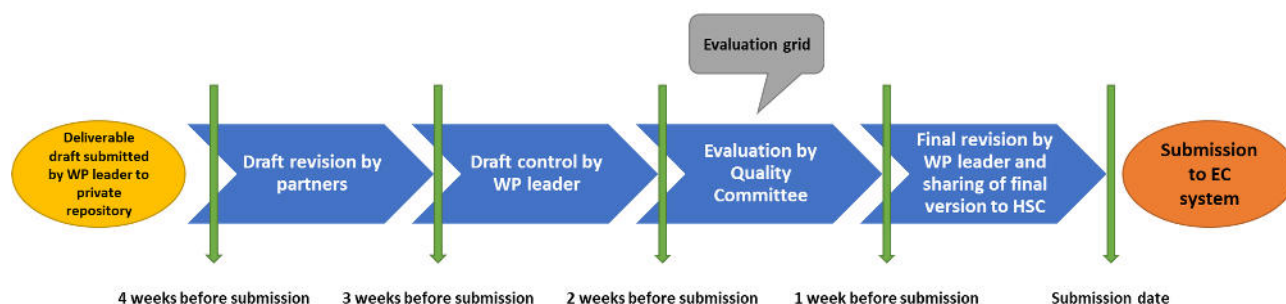 Evaluation grid
Deliverable
draft submitted
by WP leader to
private
repository
Draft revision by
partners
Draft control by
WP leader
Evaluation by
Quality
Committee
Final revision by
WP leader and
sharing of final
version to HSC
Submission
to EC
system
4 weeks before submission
3 weeks before submission
2 weeks before submission
1 week before submission
Submission date